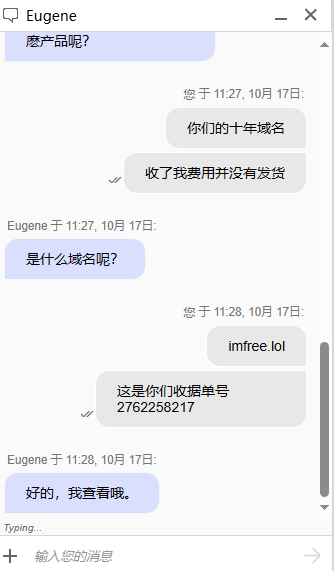 Eugene
麽产品呢?
您 于 11:27, 10月 17日:
你们的十年域名
收了我费用并没有发货
Eugene 于 11:27, 10月 17日:
是什么域名呢?
您 于 11:28, 10月 17日:
imfree.lol
这是你们收据单号
2762258217
Eugene 于 11:28, 10月 17日:
好的，我查看哦。
Typing...
输入您的消息